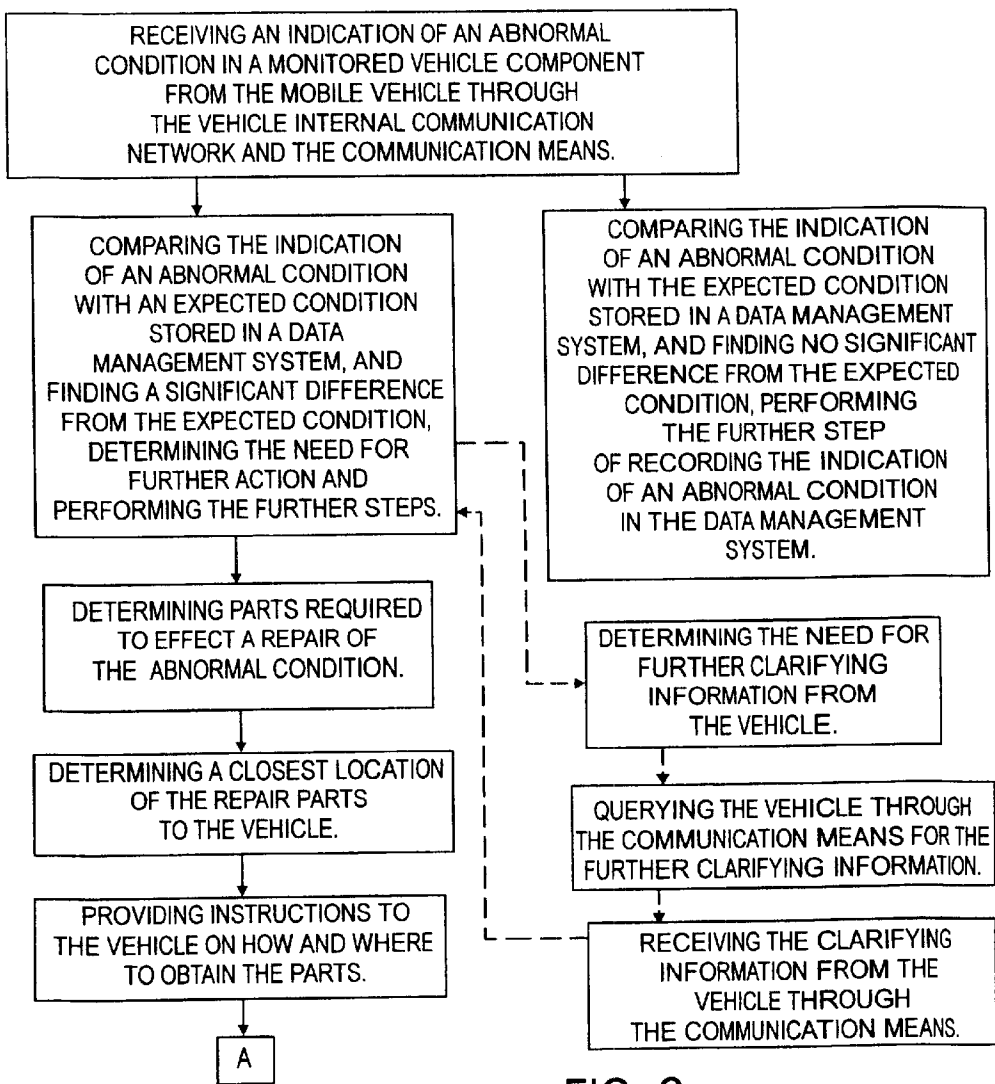 RECEIVING AN INDICATION OF AN ABNORMAL
CONDITION IN A MONITORED VEHICLE COMPONENT
FROM THE MOBILE VEHICLE THROUGH
THE VEHICLE INTERNAL COMMUNICATION
NETWORK AND THE COMMUNICATION MEANS.
COMPARING THE INDICATION
OF AN ABNORMAL CONDITION
WITH AN EXPECTED CONDITION
STORED IN A DATA
MANAGEMENT SYSTEM, AND
FINDING A SIGNIFICANT DIFFERENCE
FROM THE EXPECTED CONDITION,
DETERMINING THE NEED FOR
FURTHER ACTION AND
PERFORMING THE FURTHER STEPS.
COMPARING THE INDICATION
OF AN ABNORMAL CONDITION
WITH THE EXPECTED CONDITION
STORED IN A DATA MANAGEMENT
SYSTEM, AND FINDING NO SIGNIFICANT
DIFFERENCE FROM THE EXPECTED
CONDITION, PERFORMING
THE FURTHER STEP
OF RECORDING THE INDICATION
OF AN ABNORMAL CONDITION
IN THE DATA MANAGEMENT
SYSTEM.
DETERMINING PARTS REQUIRED
TO EFFECT A REPAIR OF
THE ABNORMAL CONDITION.
DETERMINING THE NEED FOR
FURTHER CLARIFYING
INFORMATION FROM
THE VEHICLE.
DETERMINING A CLOSEST LOCATION
OF THE REPAIR PARTS
TO THE VEHICLE.
QUERYING THE VEHICLE THROUGH
THE COMMUNICATION MEANS FOR THE
FURTHER CLARIFYING INFORMATION.
PROVIDING INSTRUCTIONS TO
THE VEHICLE ON HOW AND WHERE
TO OBTAIN THE PARTS.
RECEIVING THE CLARIFYING
INFORMATION FROM THE
VEHICLE THROUGH
THE COMMUNICATION MEANS.
A